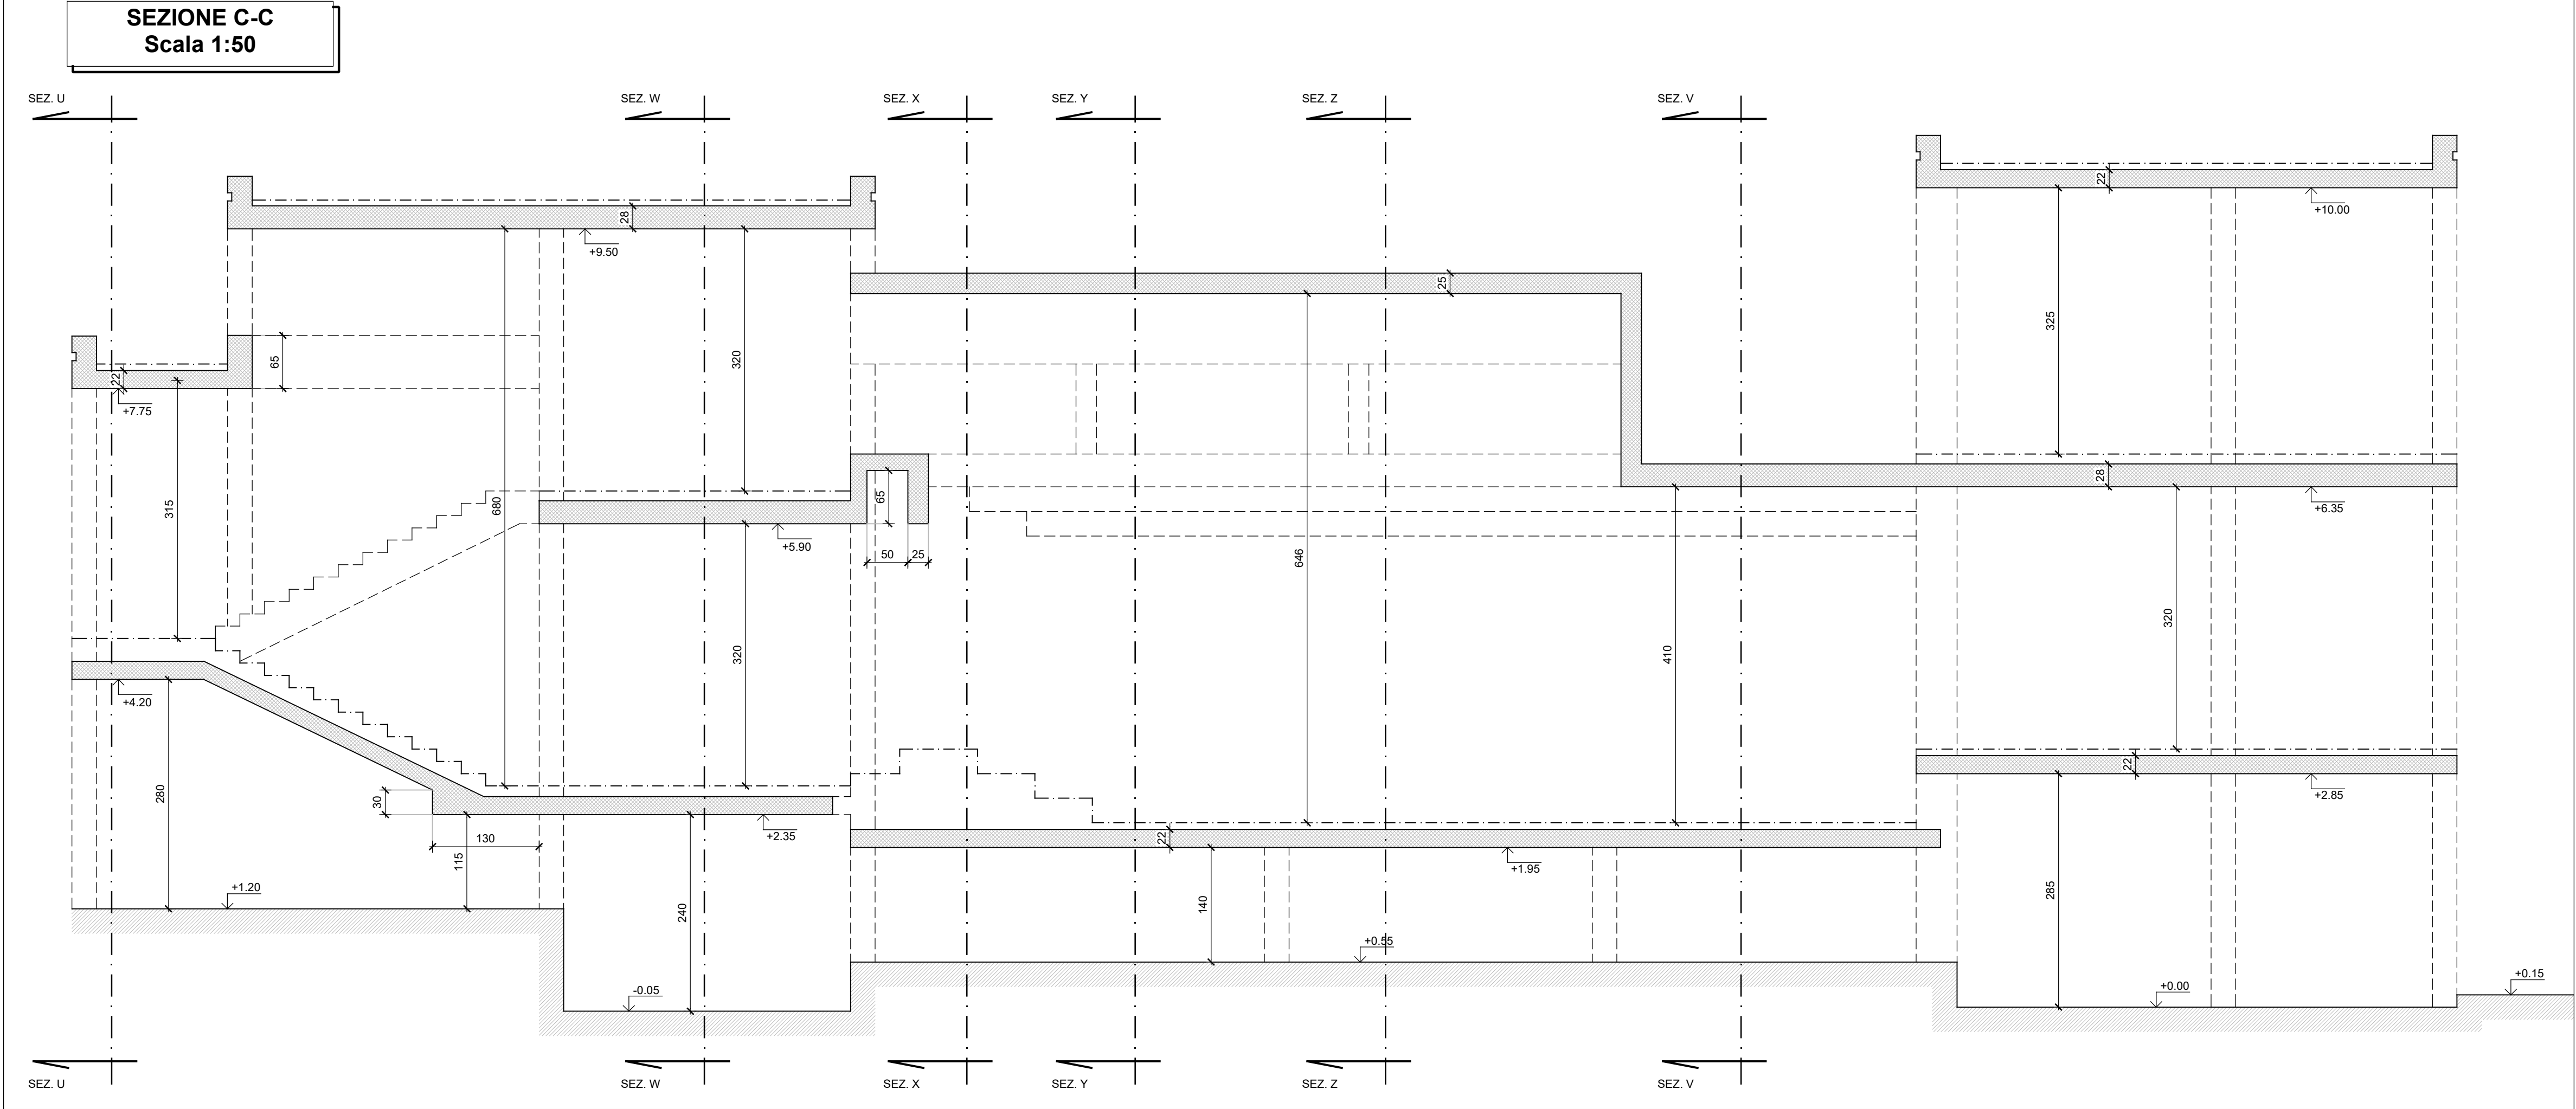 SEZIONE C-C
Scala 1:50
SEZ. U
SEZ. W
SEZ. X
SEZ. Y
SEZ. Z
SEZ. V
22
+10.00
28
+9.50
25
325
65
320
22
+7.75
315
680
65
28
+6.35
50
25
+5.90
646
410
320
320
+4.20
280
30
22
+2.85
130
115
+2.35
22
+1.95
+1.20
240
140
285
+0.55
-0.05
+0.00
+0.15
SEZ. U
SEZ. W
SEZ. X
SEZ. Y
SEZ. Z
SEZ. V